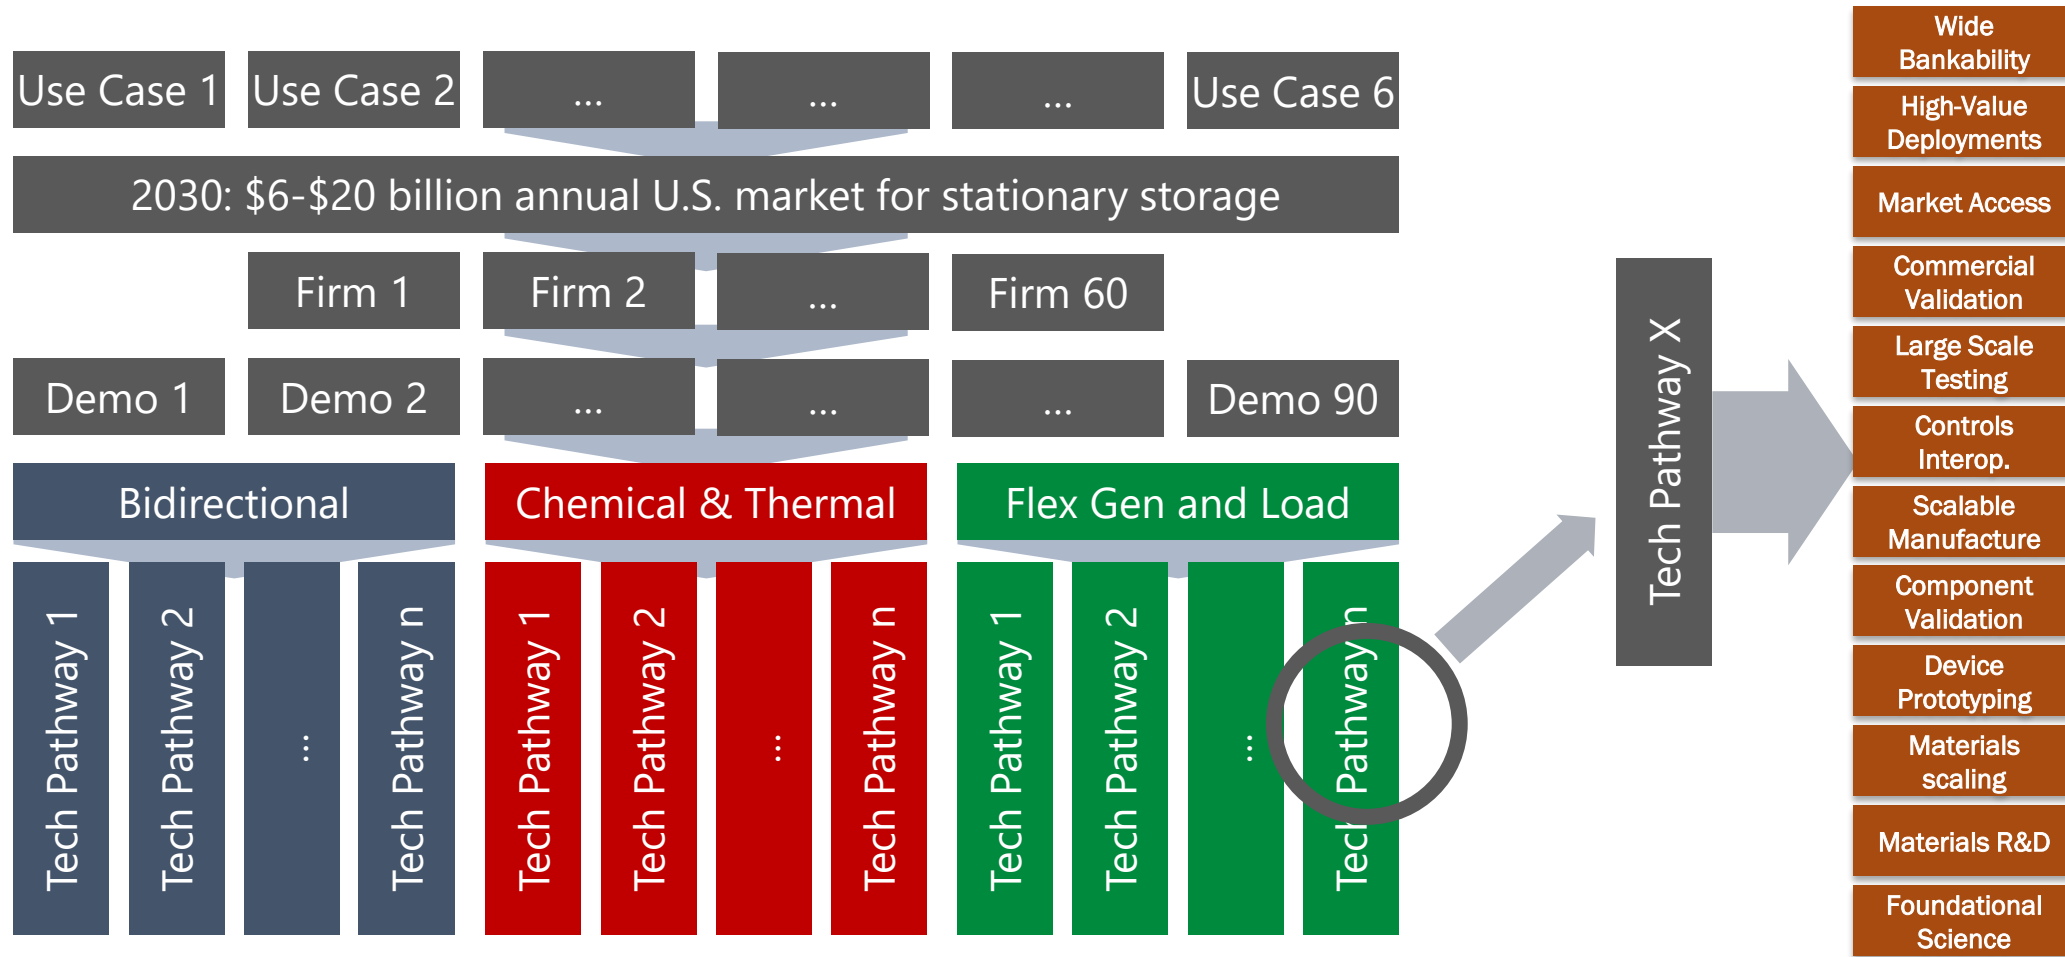 Use Case 1
Use Case 2
...
...
...
Use Case 6
2030: $6-$20 billion annual U.S. market for stationary storage
Firm 1
Firm 2
...
Firm 60
Demo 1
Demo 2
...
...
...
Demo 90
Bidirectional
Chemical & Thermal
Flex Gen and Load
Tech Pathway 1
Tech Pathway 2
...
Tech Pathway n
Tech Pathway 1
Tech Pathway 2
...
Tech Pathway n
Tech Pathway 1
Tech Pathway 2
...
Tech Pathway n
Tech Pathway X
Wide
Bankability
High-Value
Deployments
Market Access
Commercial
Validation
Large Scale
Testing
Controls
Interop.
Scalable
Manufacture
Component
Validation
Device
Prototyping
Materials
scaling
Materials R&D
Foundational
Science